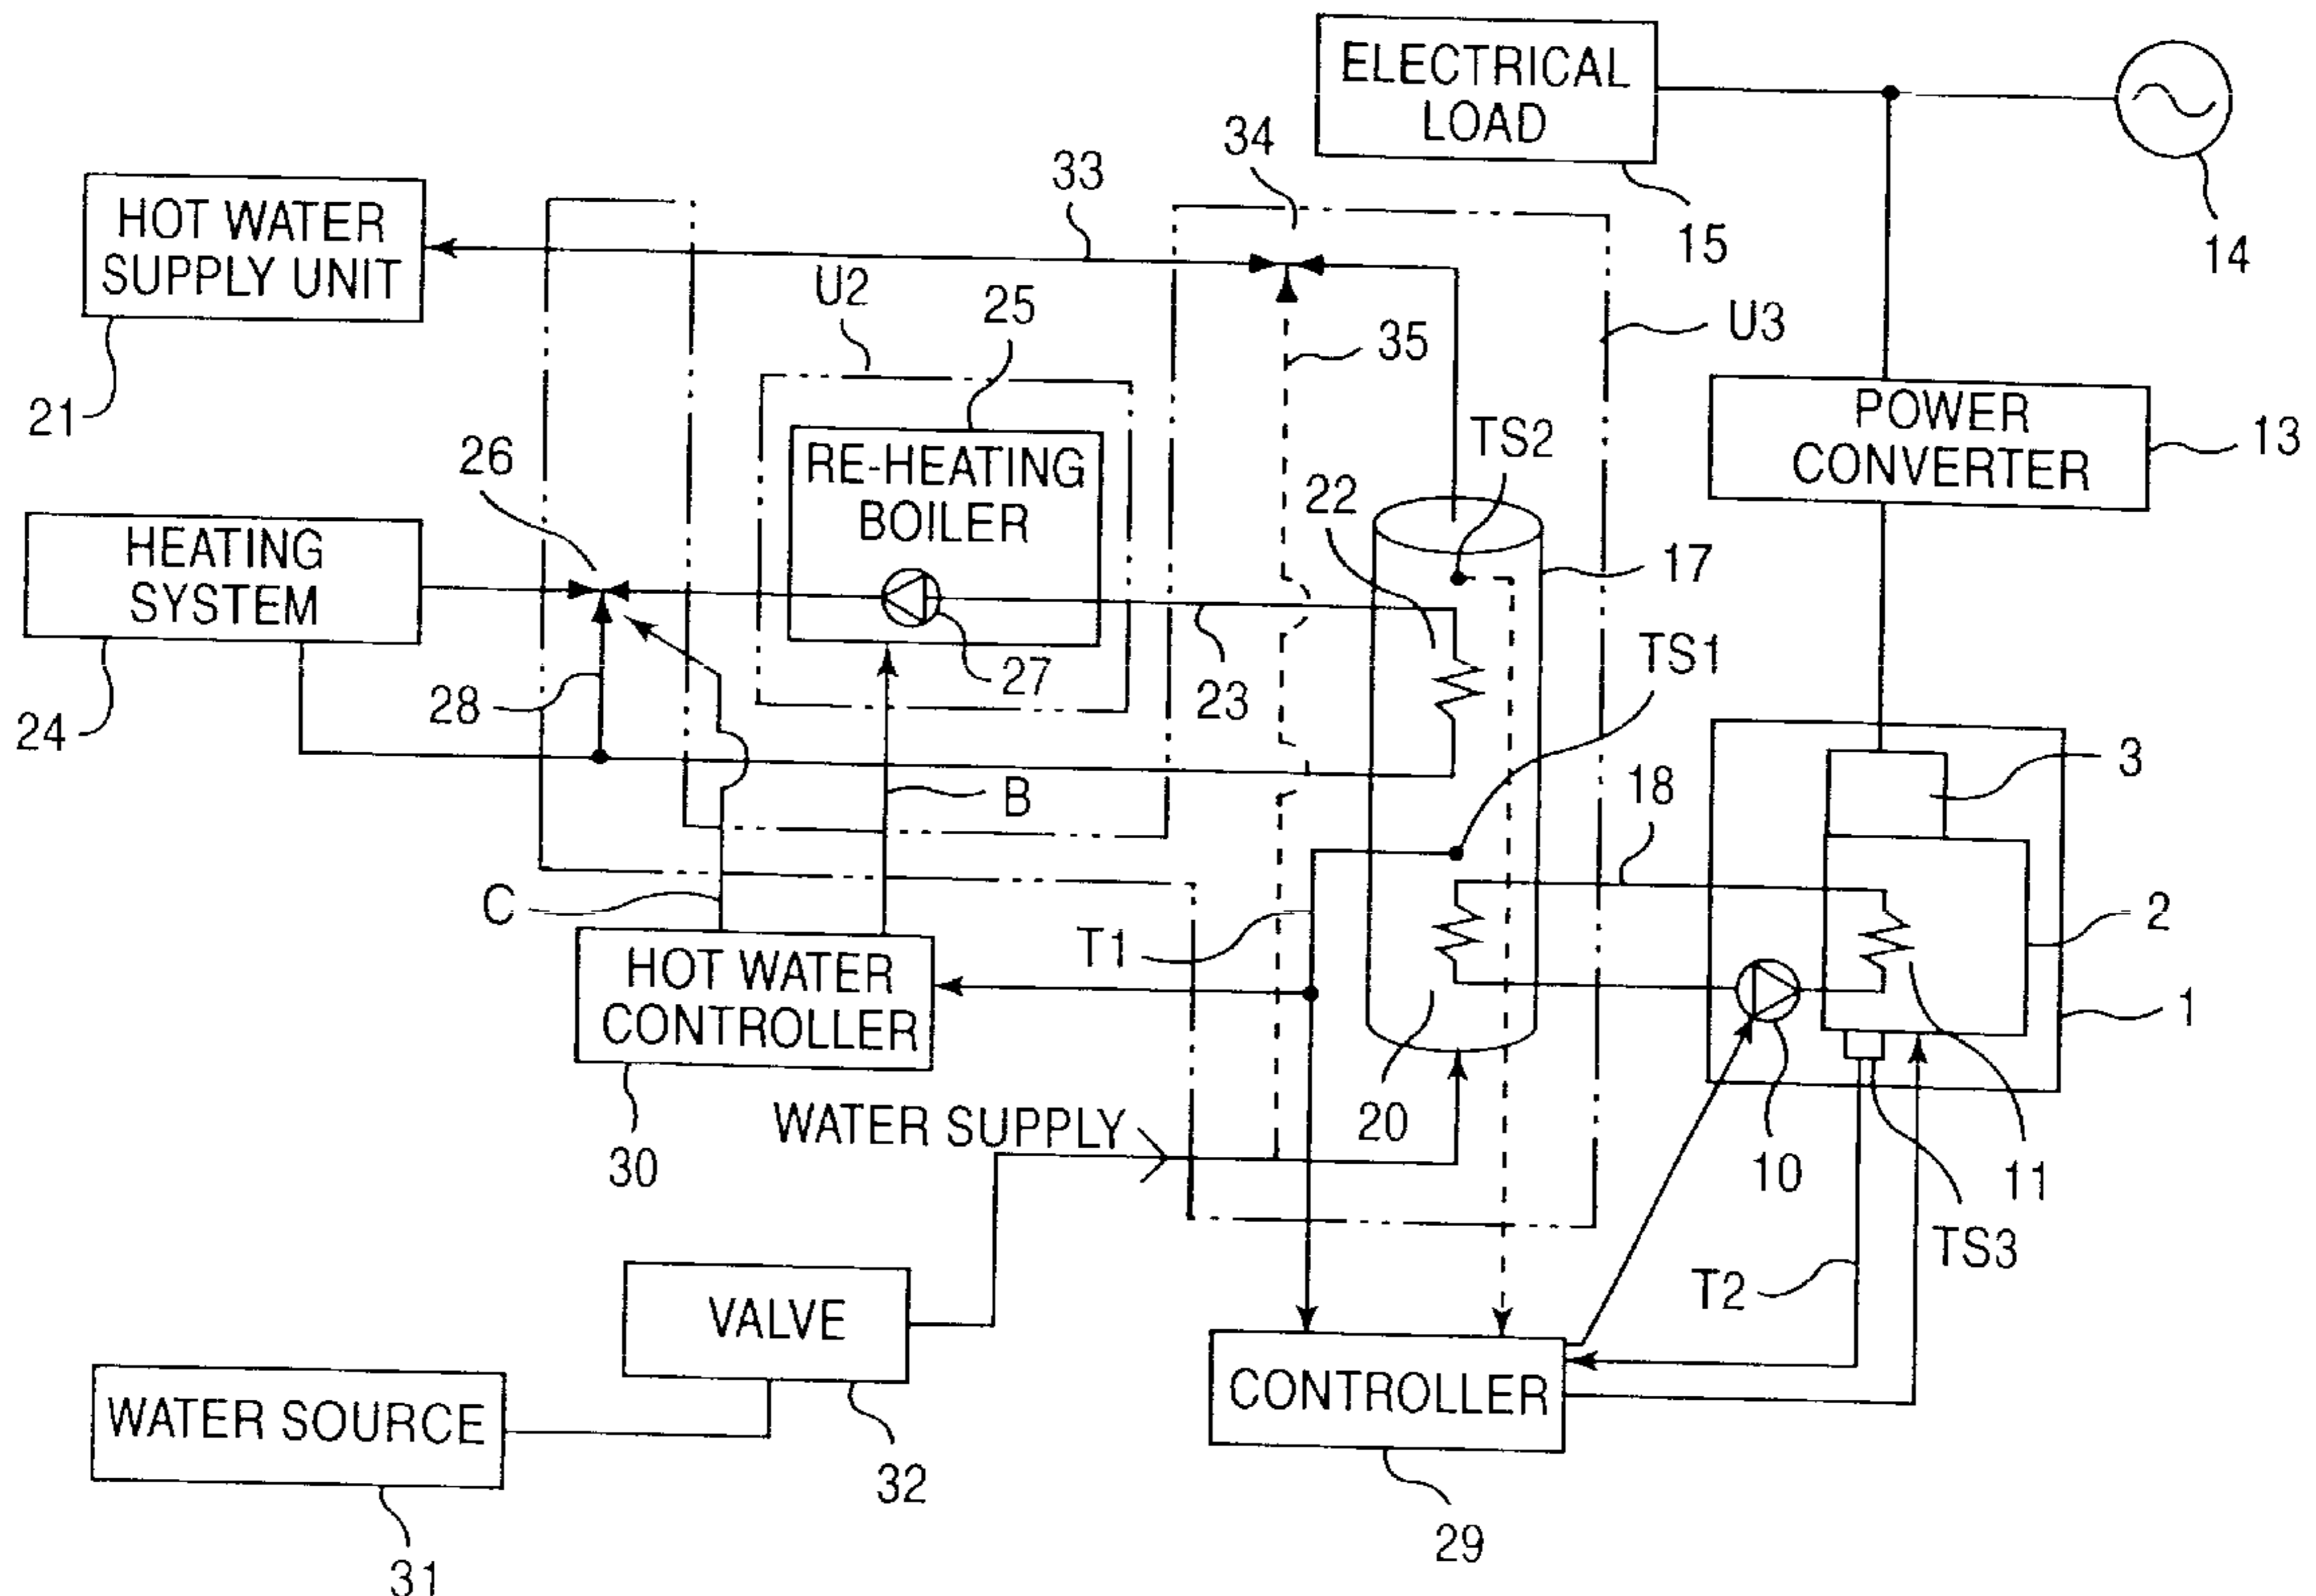 ELECTRICAL
LOAD
34
33
15
14
HOT WATER
SUPPLY UNIT
U2
25
U3
35
21
POWER
CONVERTER
13
TS2
26
RE-HEATING
BOILER
22
17
HEATING
SYSTEM
TS1
27
28
23
24
3
18
B
C
2
T1
HOT WATER
CONTROLLER
1
20
WATER SUPPLY
30
10
11
TS3
T2
VALVE
CONTROLLER
WATER SOURCE
32
29
31